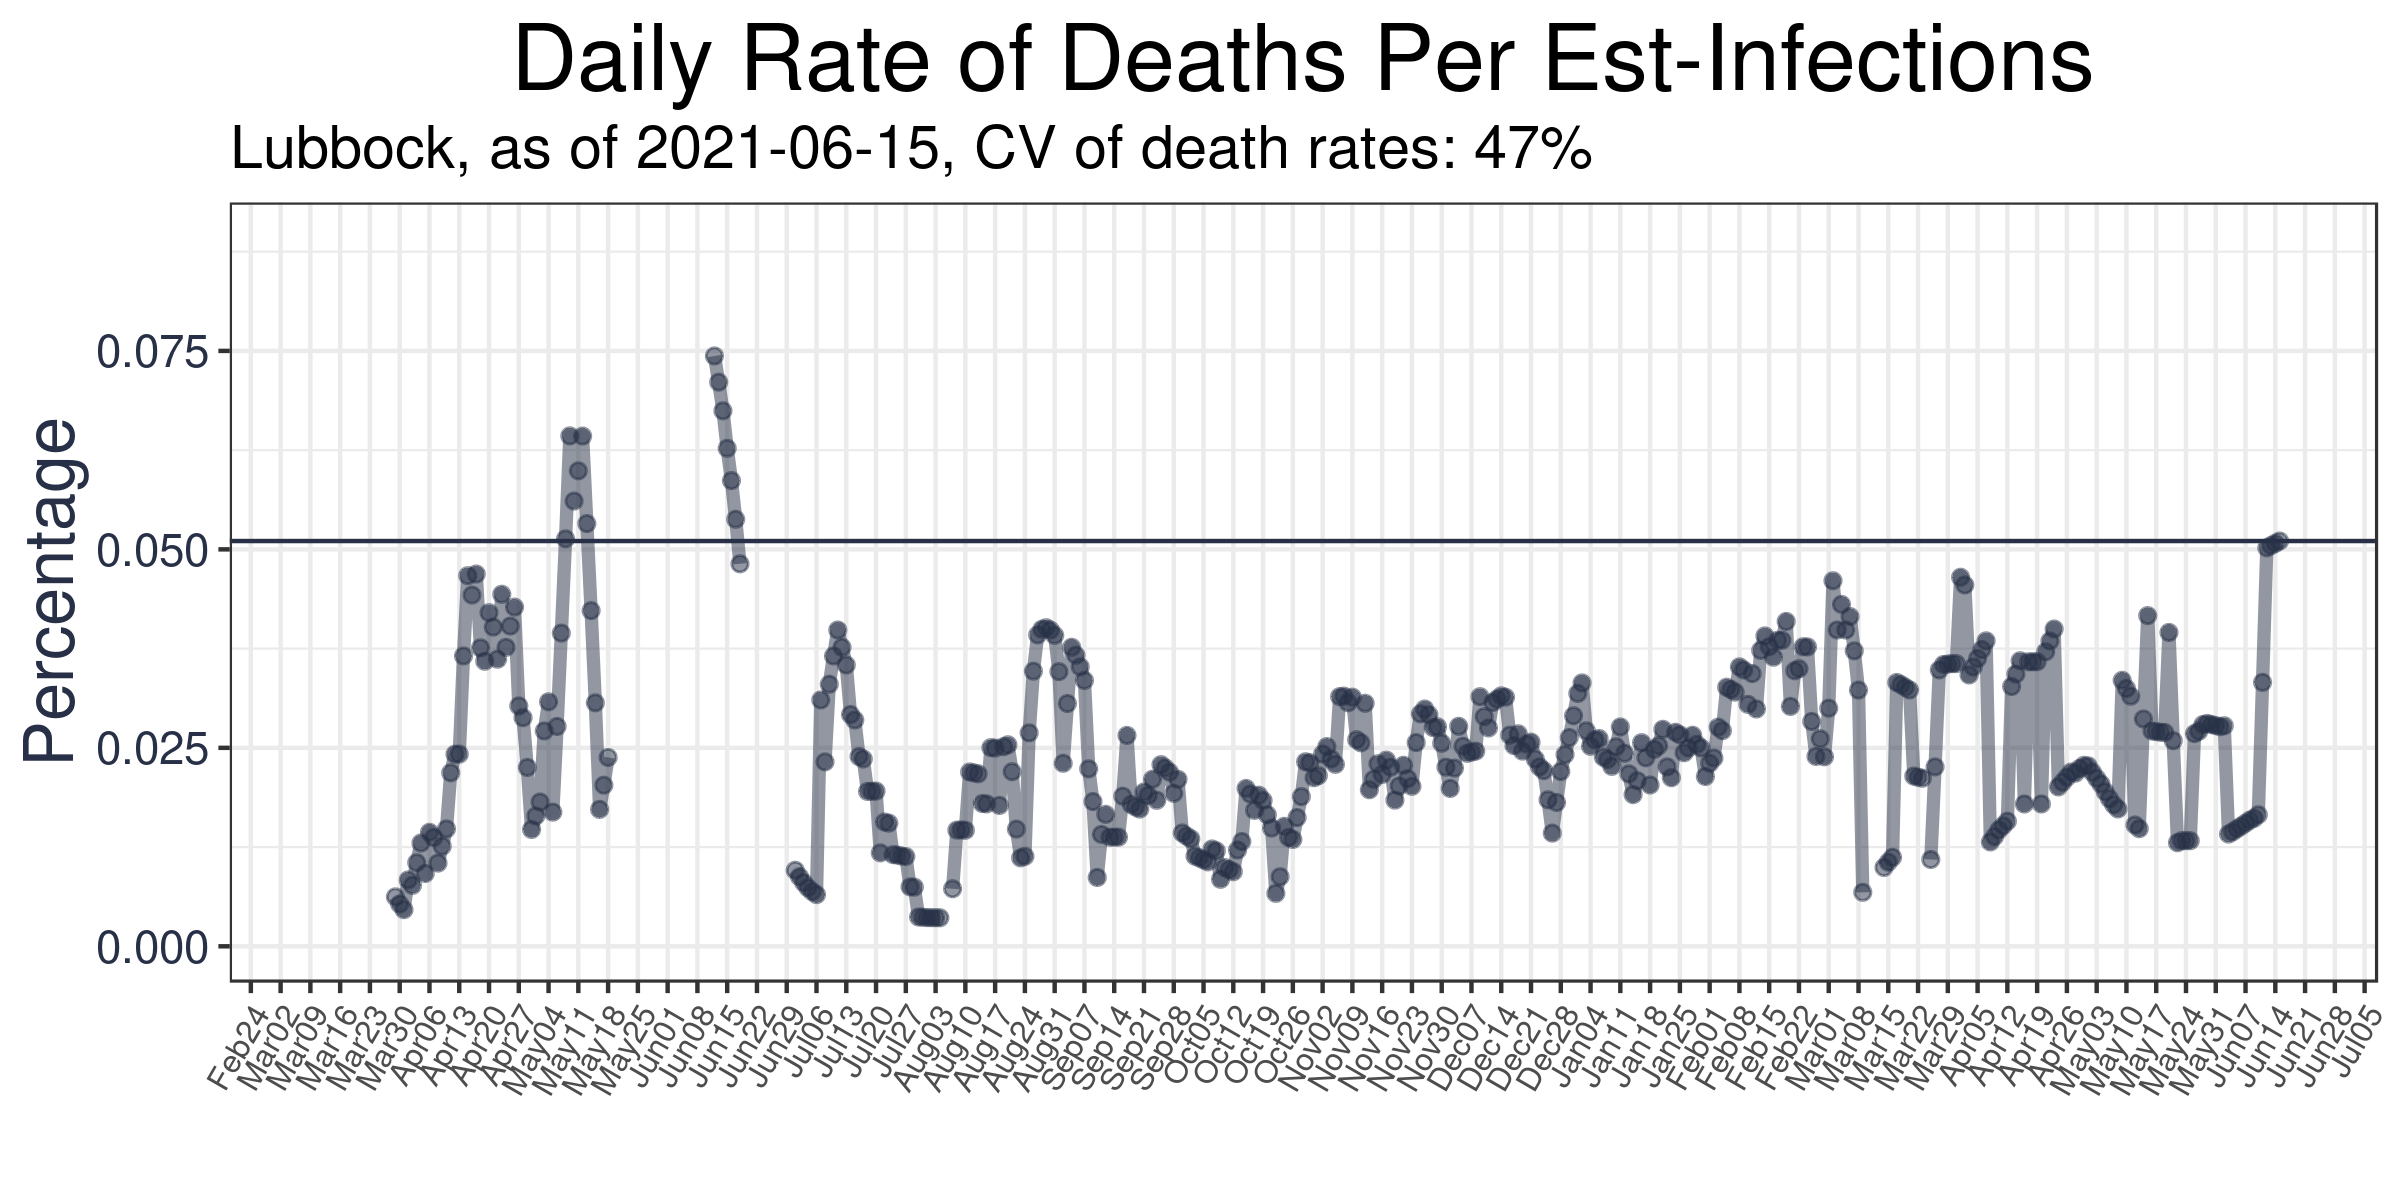 Daily Rate of Deaths Per Est-Infections
Lubbock, as of 2021-06-15, CV of death rates: 47%
Percentage
0.075
0.050
0.025
0.000
Feb24
Mar02
Mar09
Mar16
Mar23
Mar30
Apr06
Apr13
Apr20
Apr27
May04
May11
May18
May25
Jun01
Jun08
Jun15
Jun22
Jun29
Jul06
Jul13
Jul20
Jul27
Aug03
Aug10
Aug17
Aug24
Aug31
Sep07
Sep14
Sep21
Sep28
Oct05
Oct12
Oct19
Oct26
Nov02
Nov09
Nov16
Nov23
Nov30
Dec07
Dec14
Dec21
Dec28
Jan04
Jan11
Jan18
Jan25
Feb01
Feb08
Feb15
Feb22
Mar01
Mar08
Mar15
Mar22
Mar29
Apr05
Apr12
Apr19
Apr26
May03
May10
May17
May24
May31
Jun07
Jun14
Jun21
Jun28
Jul05